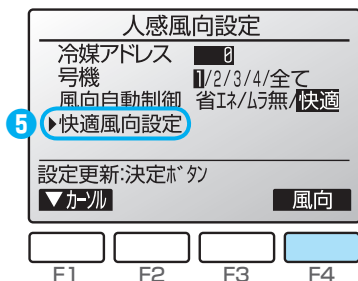 人感風向設定
冷媒アドレス 0
号機 1/2/3/4/全て
風向自動制御 省ｴﾈ/ﾑﾗ無/快適
5 ▶快適風向設定
設定更新:決定ﾎﾞﾀﾝ
▼ｶｰｿﾙ 風向
F1 F2 F3 F4